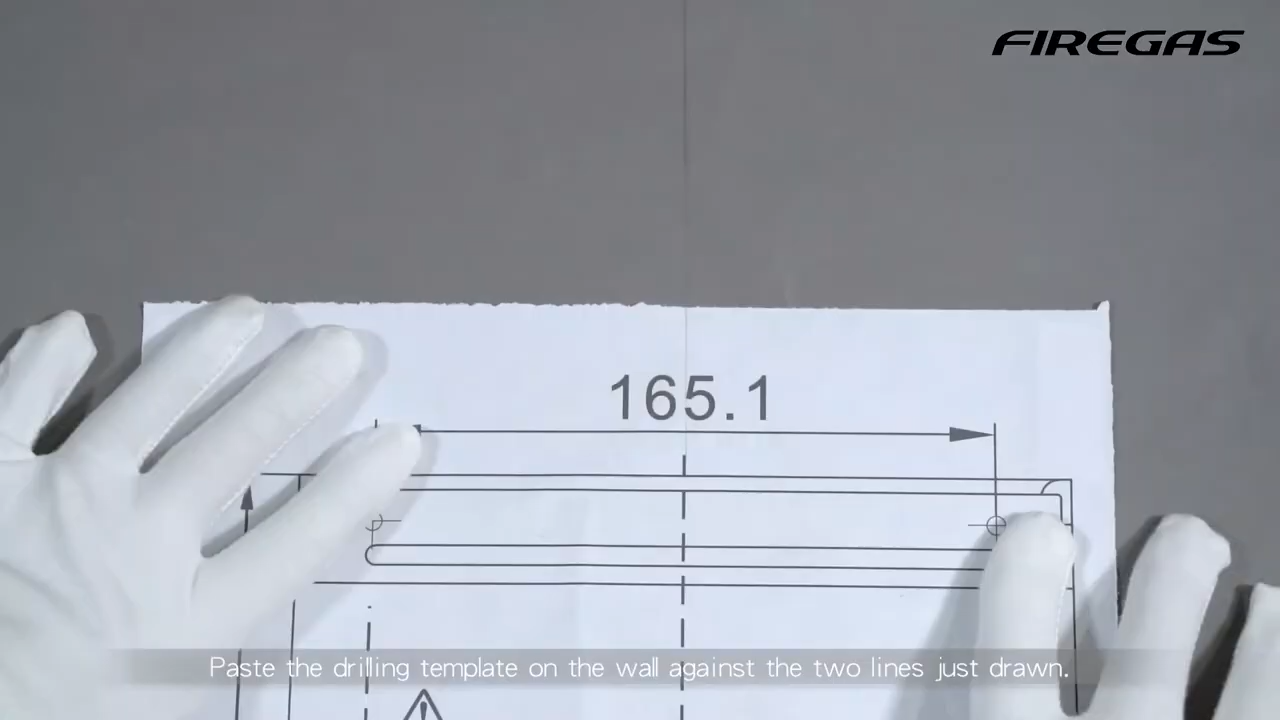 FIREGAS
165.1
Paste the drilling template on the wall against the two lines just drawn.